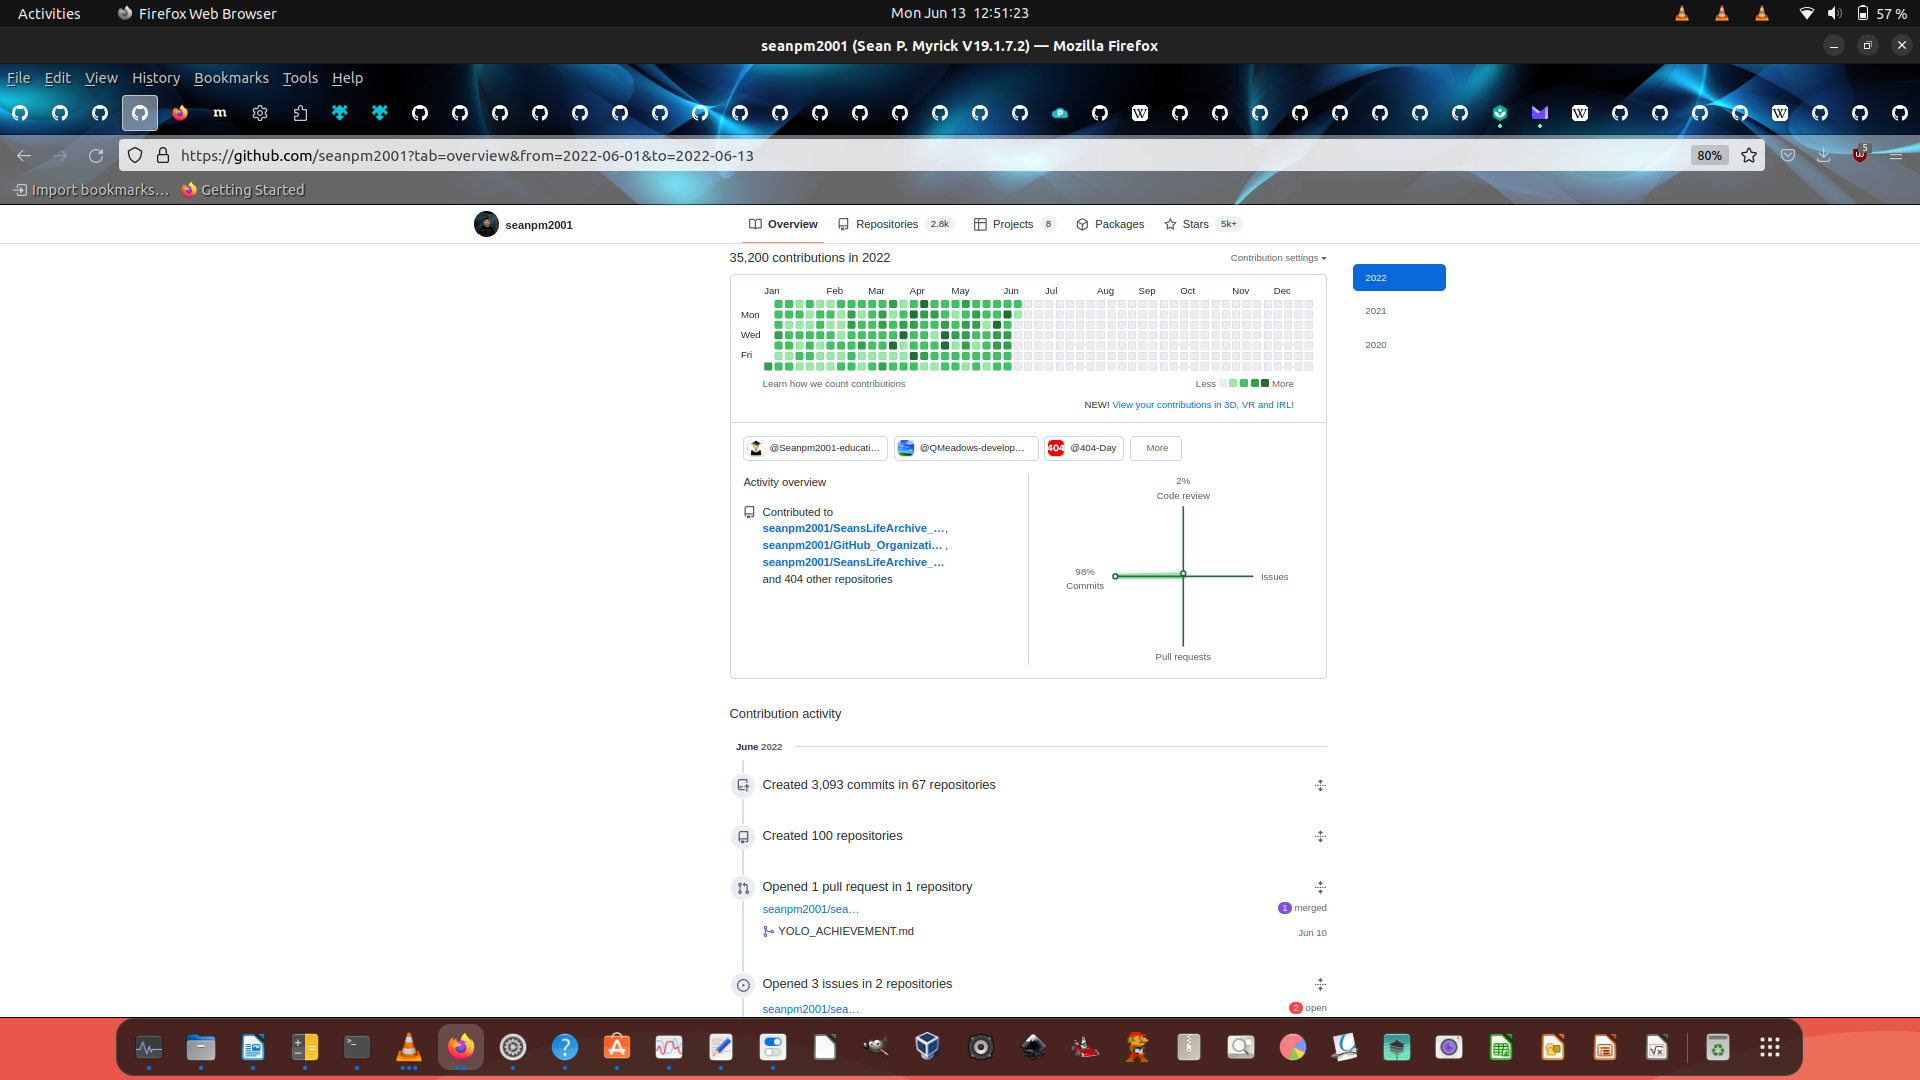 Activities Firefox Web Browser Mon Jun 13 12:51:23 57 %
seanpm2001 (Sean P. Myrick V19.1.7.2) — Mozilla Firefox
File Edit View History Bookmarks Tools Help
https://github.com/seanpm2001?tab=overview&from=2022-06-01&to=2022-06-13 80% 5
Import bookmarks… Getting Started
seanpm2001 Overview Repositories 2.8k Projects 8 Packages Stars 5k+
35,200 contributions in 2022 Contribution settings
2022
2021
2020
Jan Feb Mar Apr May Jun Jul Aug Sep Oct Nov Dec
Mon
Wed
Fri
Learn how we count contributions Less More
NEW! View your contributions in 3D, VR and IRL!
@Seanpm2001-educati… @QMeadows-develop… 404 @404-Day More
Activity overview
Contributed to
seanpm2001/SeansLifeArchive_…,
seanpm2001/GitHub_Organizati… ,
seanpm2001/SeansLifeArchive_…
and 404 other repositories
2%
Code review
98%
Commits
Issues
Pull requests
Contribution activity
June 2022
Created 3,093 commits in 67 repositories
Created 100 repositories
Opened 1 pull request in 1 repository
seanpm2001/sea… 1 merged
YOLO_ACHIEVEMENT.md Jun 10
Opened 3 issues in 2 repositories
seanpm2001/sea… 2 open